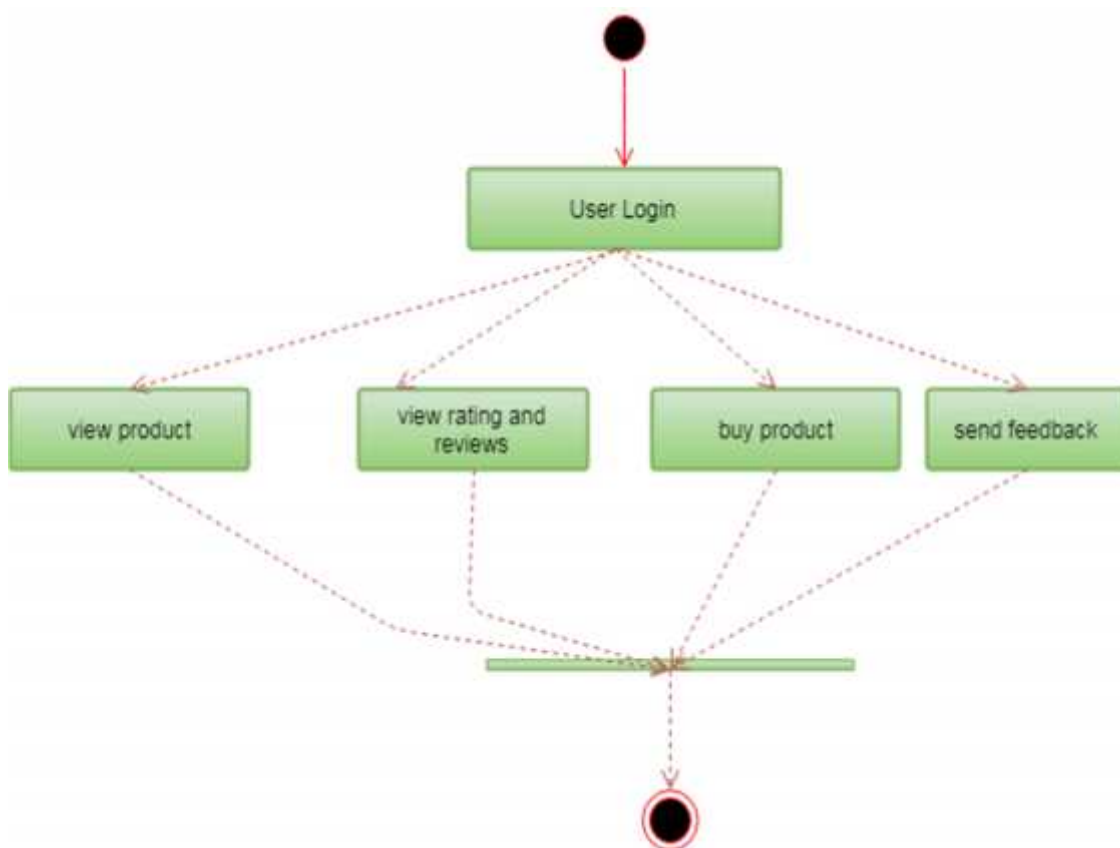 User Login
view product
view rating and
reviews
buy product
send feedback